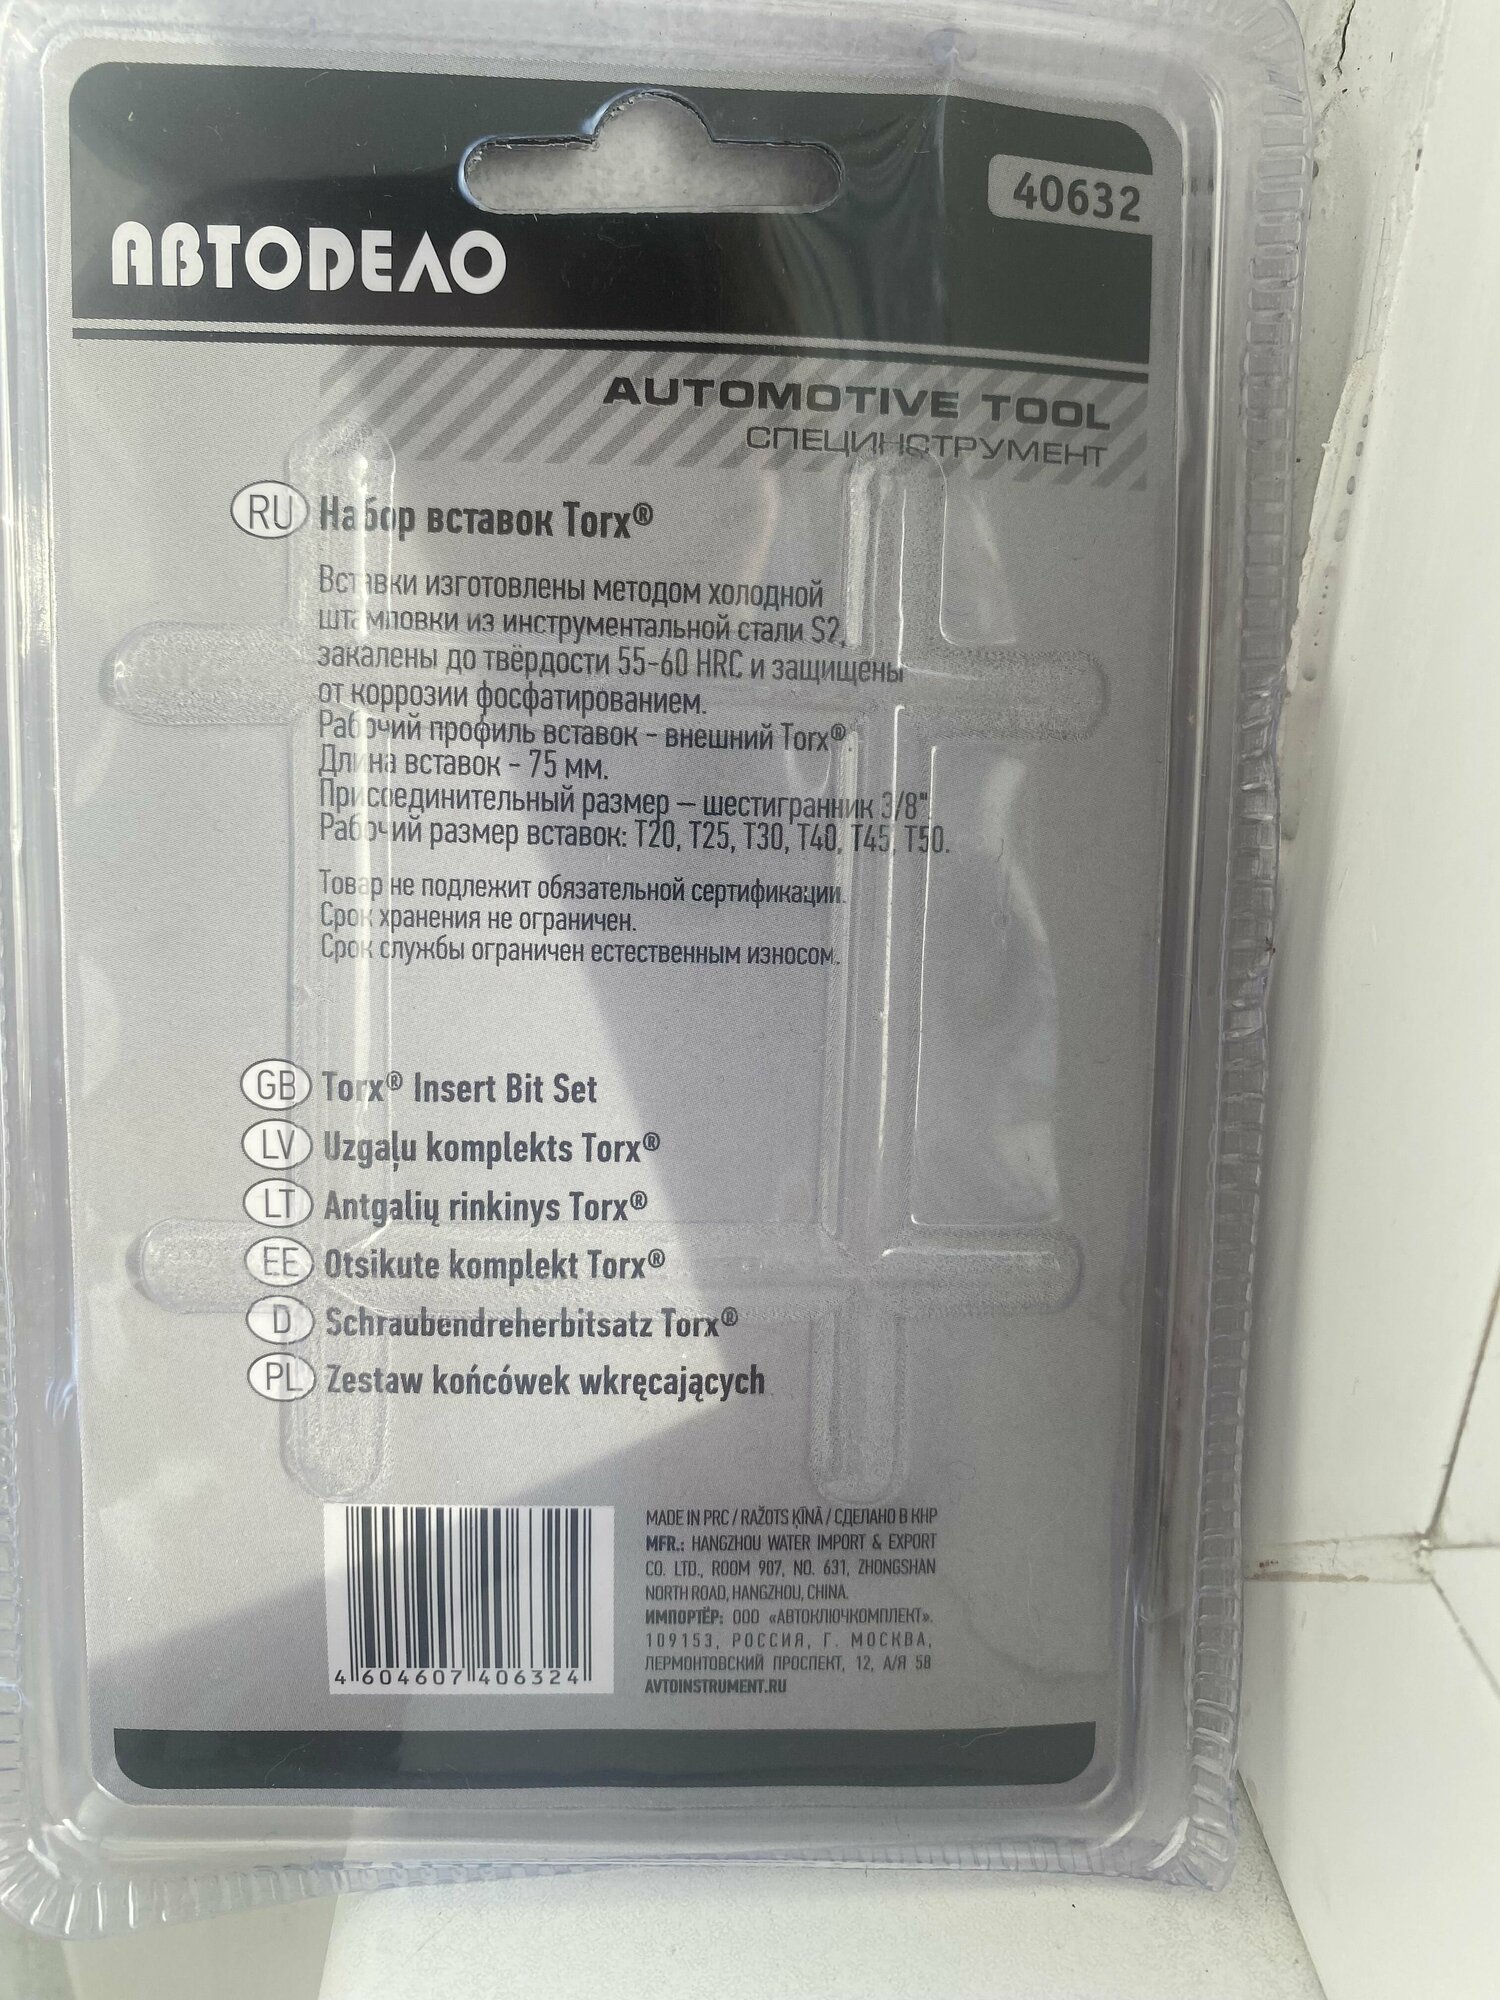 40632
АВТОДЕЛО
AUTOMOTIVE TOOL
СПЕЦИНСТРУМЕНТ
RU Набор вставок Torx®
Вставки изготовлены методом холодной
штамповки из инструментальной стали S2,
закалены до твёрдости 55-60 HRC и защищены
от коррозии фосфатированием.
Рабочий профиль вставок - внешний Torx®.
Длина вставок - 75 мм.
Присоединительный размер – шестигранник 3/8".
Рабочий размер вставок: T20, T25, T30, T40, T45, T50.
Товар не подлежит обязательной сертификации.
Срок хранения не ограничен.
Срок службы ограничен естественным износом.
GB Torx® Insert Bit Set
LV Uzgaļu komplekts Torx®
LT Antgalių rinkinys Torx®
EE Otsikute komplekt Torx®
D Schraubendreherbitsatz Torx®
PL Zestaw końcówek wkręcających
4 604607 406324
MADE IN PRC / RAŽOTS ĶĪNĀ / СДЕЛАНО В КНР
MFR.: HANGZHOU WATER IMPORT & EXPORT
CO. LTD., ROOM 907, NO. 631, ZHONGSHAN
NORTH ROAD, HANGZHOU, CHINA.
ИМПОРТЁР: ООО «АВТОКЛЮЧКОМПЛЕКТ».
109153, РОССИЯ, Г. МОСКВА,
ЛЕРМОНТОВСКИЙ ПРОСПЕКТ, 12, А/Я 58
AVTOINSTRUMENT.RU